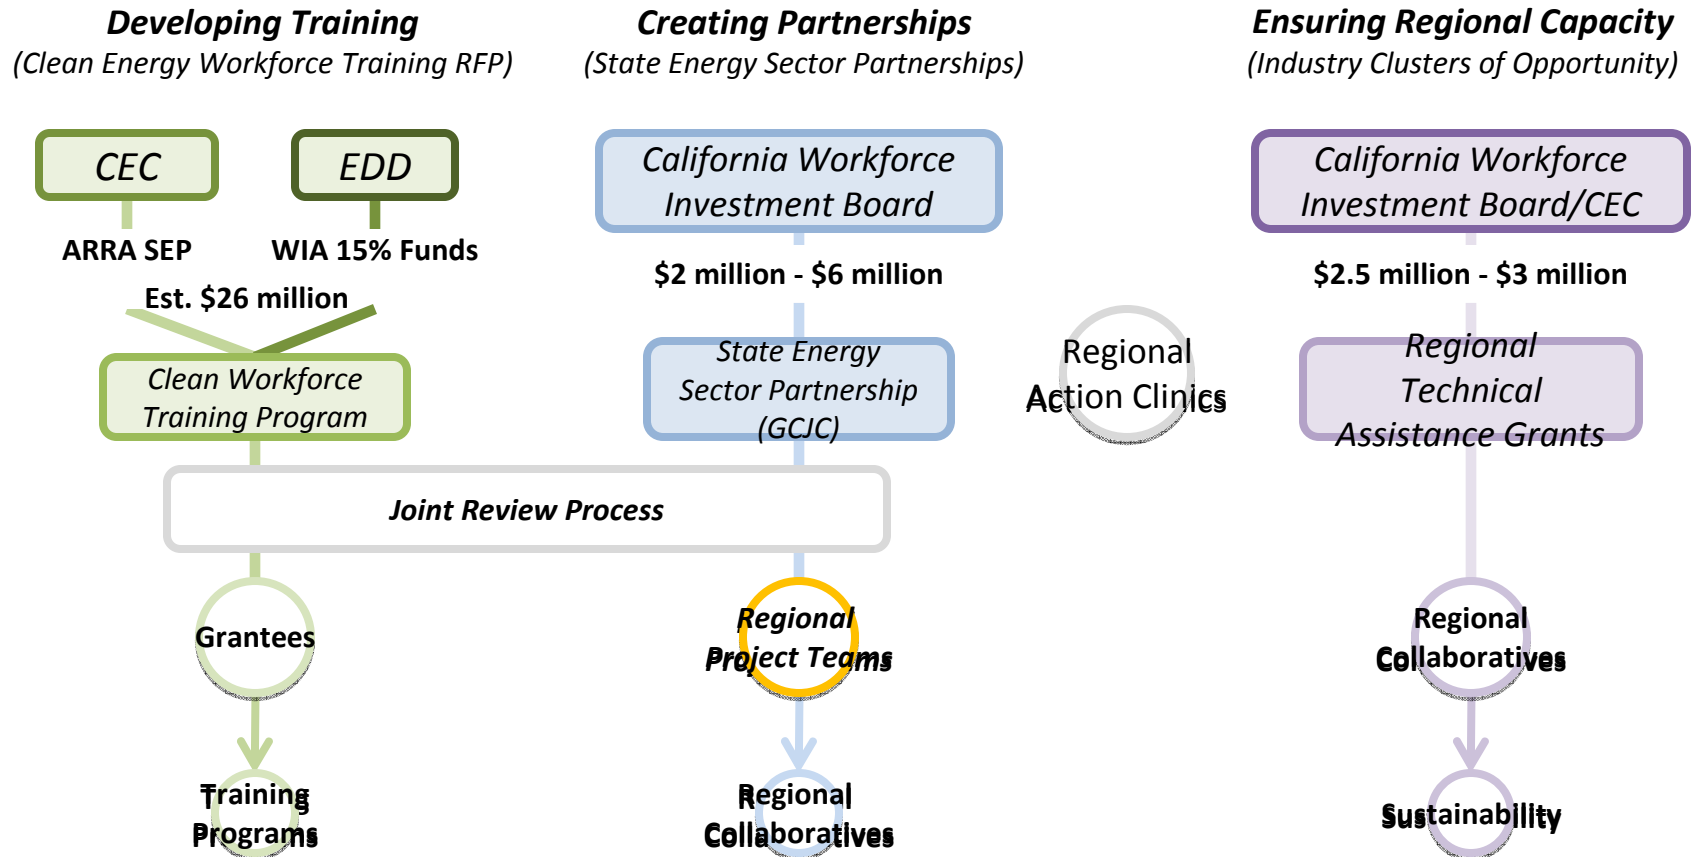 Developing Training
(Clean Energy Workforce Training RFP)
CEC
EDD
ARRA SEP
WIA 15% Funds
Est. $26 million
Clean Workforce
Training Program
Creating Partnerships
(State Energy Sector Partnerships)
California Workforce
Investment Board
$2 million - $6 million
State Energy
Sector Partnership
(GCJC)
Joint Review Process
Grantees
Training
Programs
Regional
Project Teams
Regional
Collaboratives
Regional
Action Clinics
Ensuring Regional Capacity
(Industry Clusters of Opportunity)
California Workforce
Investment Board/CEC
$2.5 million - $3 million
Regional
Technical
Assistance Grants
Regional
Collaboratives
Sustainability